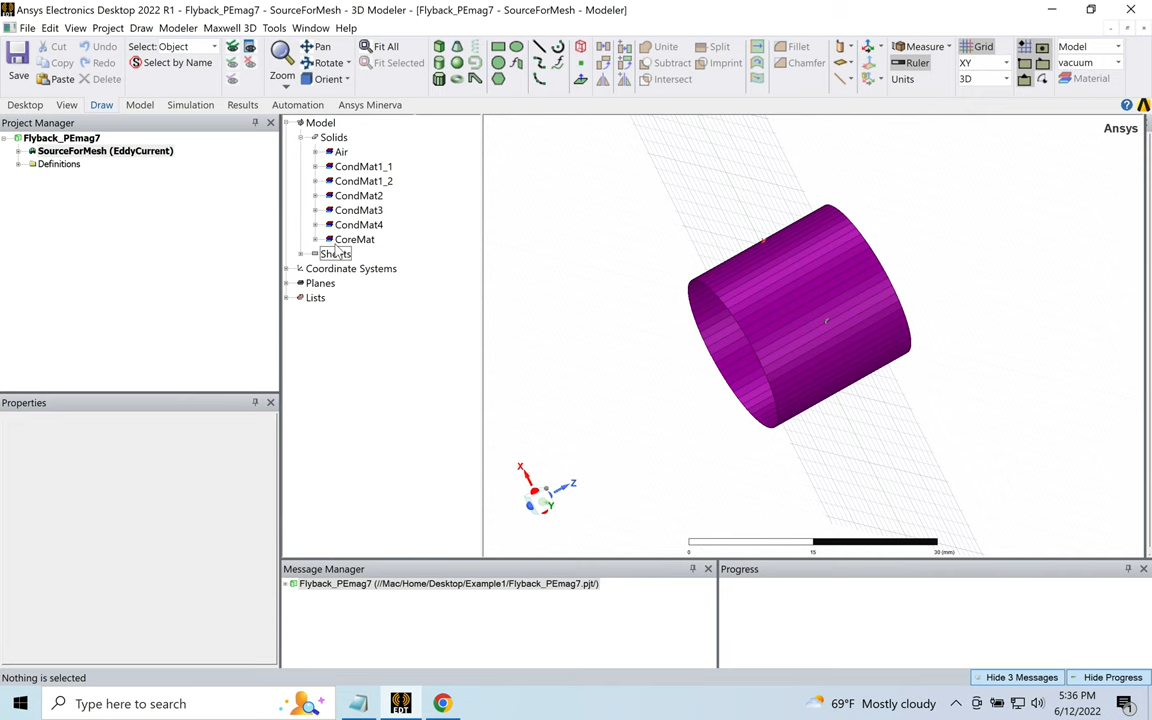 Ansys Electronics Desktop 2022 R1 - Flyback_PEmag7 - SourceForMesh - 3D Modeler - [Flyback_PEmag7 - SourceForMesh - Modeler]
File Edit View Project Draw Modeler Maxwell 3D Tools Window Help
Save
Cut Undo
Copy Redo
Paste Delete
Select: Object
Select by Name
Zoom
Pan
Rotate
Orient
Fit All
Fit Selected
Unite Split
Subtract Imprint
Intersect
Fillet
Chamfer
Measure Grid
Ruler XY
Units 3D
Model
vacuum
Material
Desktop View Draw Model Simulation Results Automation Ansys Minerva
Project Manager
Flyback_PEmag7
SourceForMesh (EddyCurrent)
Definitions
Properties
Model
Solids
Air
CondMat1_1
CondMat1_2
CondMat2
CondMat3
CondMat4
CoreMat
Sheets
Coordinate Systems
Planes
Lists
Ansys
X
Z
Y
0 15 30 (mm)
Message Manager
Flyback_PEmag7 (//Mac/Home/Desktop/Example1/Flyback_PEmag7.pjt/)
Progress
Nothing is selected
Hide 3 Messages
Hide Progress
Type here to search
EDT
69°F Mostly cloudy
5:36 PM
6/12/2022
1